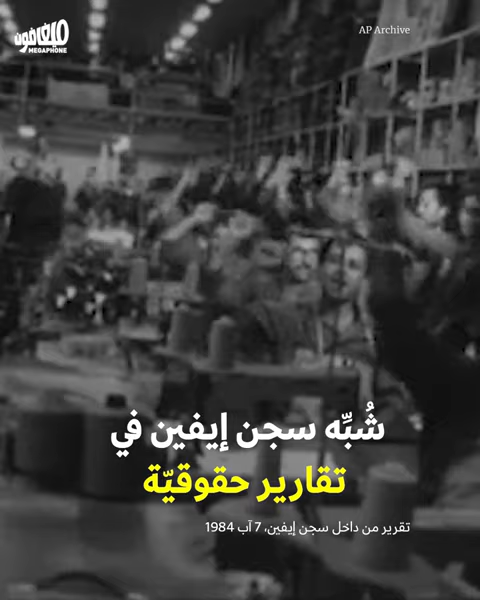 ميغافون
MEGAPHONE
AP Archive
شُبِّه سجن إيفين في
تقارير حقوقيّة
تقرير من داخل سجن إيفين، 7 آب 1984